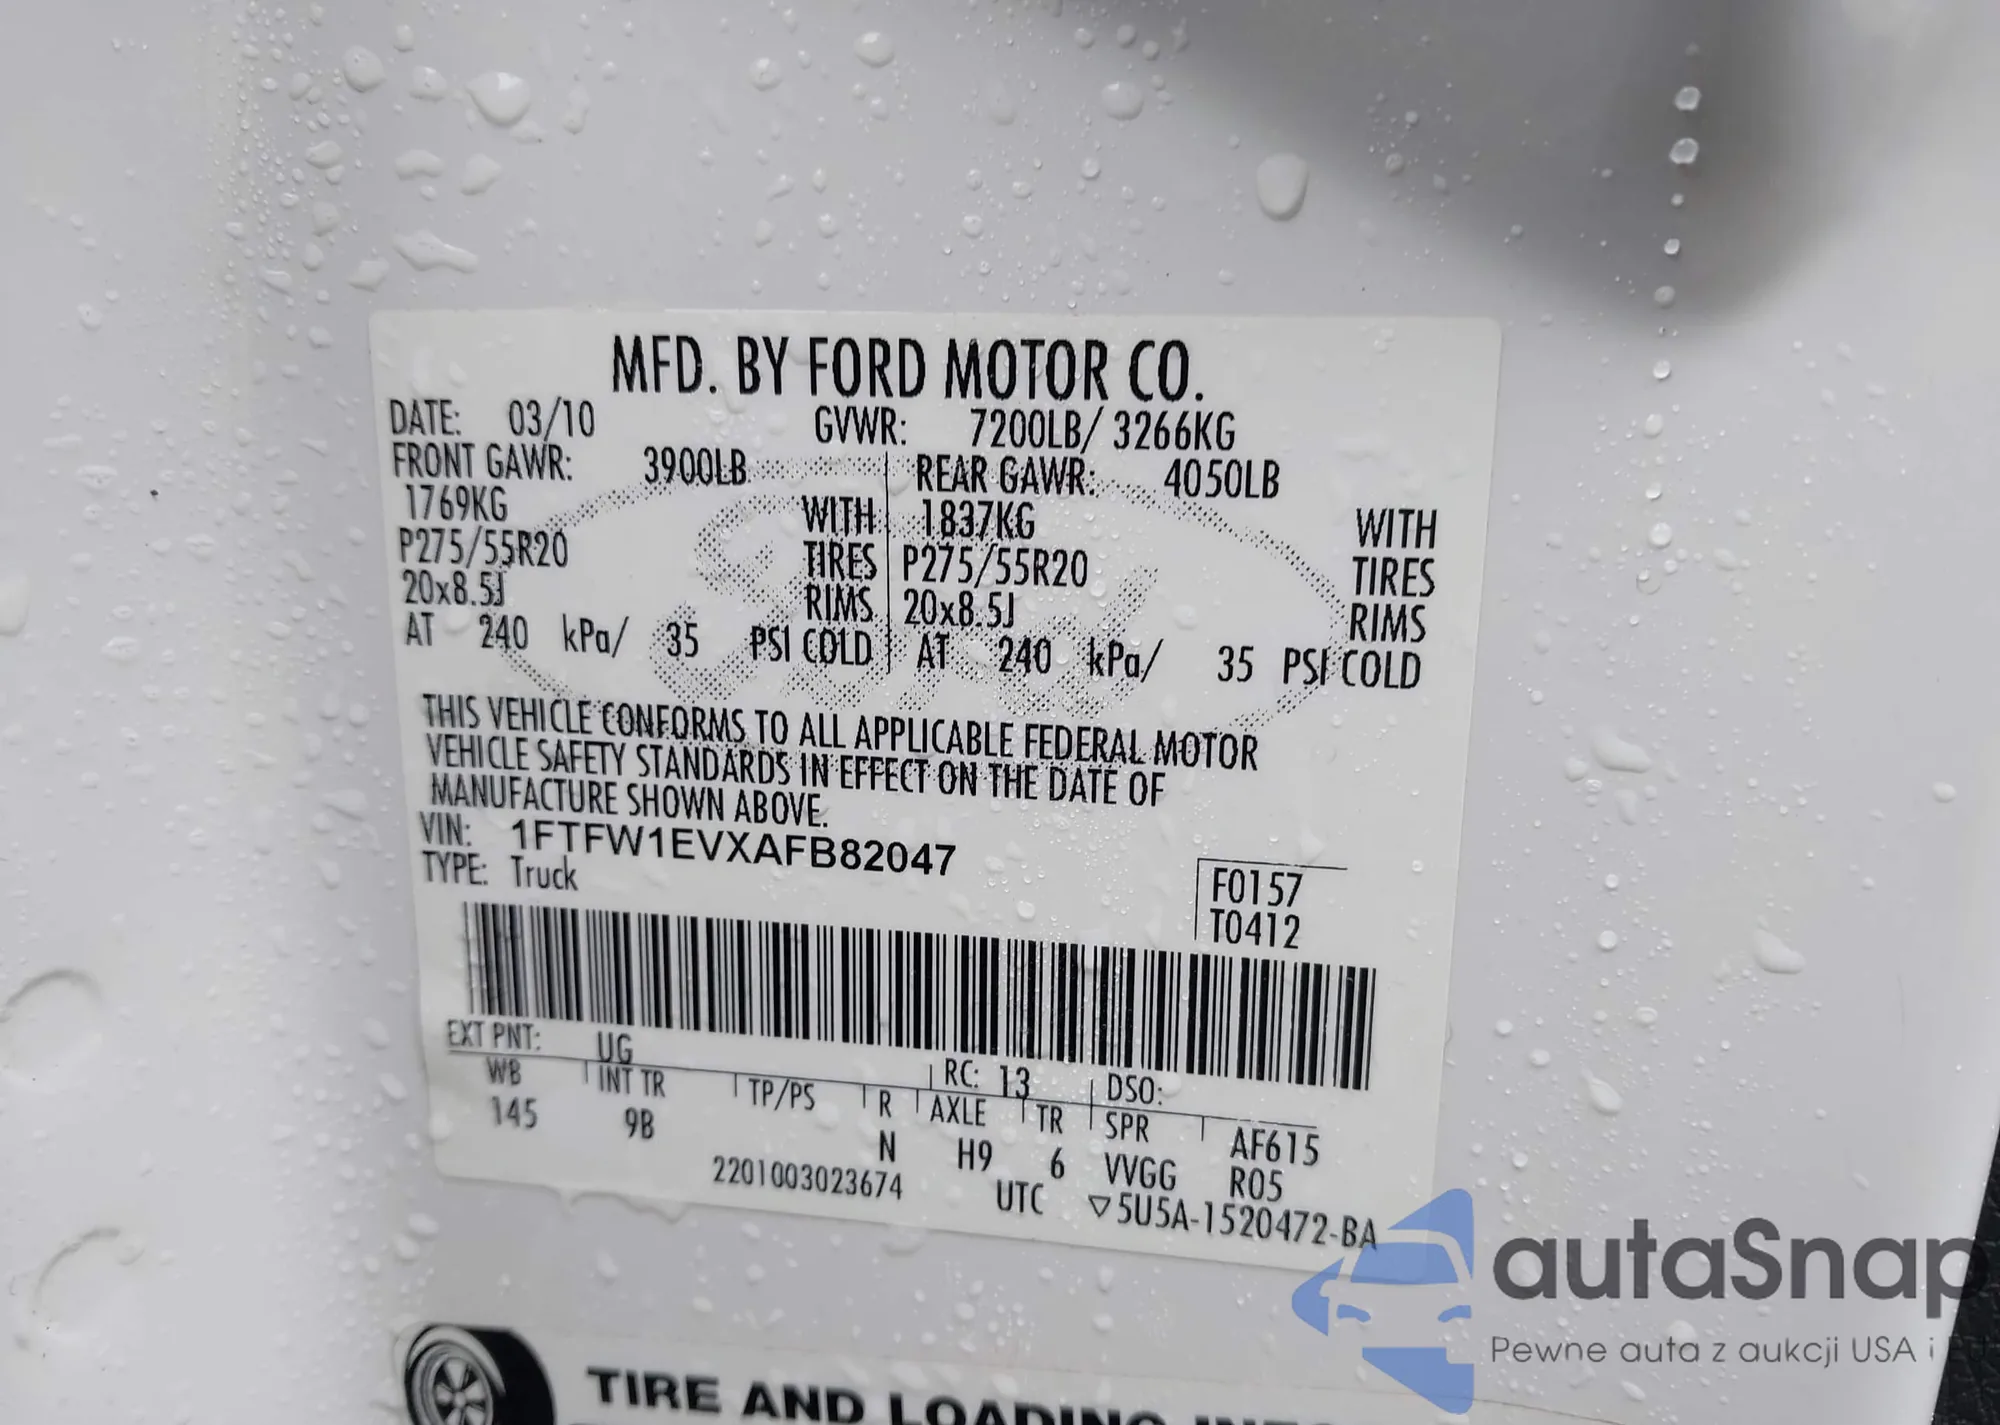 MFD. BY FORD MOTOR CO.
DATE: 03/10 GVWR: 7200LB/ 3266KG
FRONT GAWR: 3900LB REAR GAWR: 4050LB
1769KG WITH 1837KG WITH
P275/55R20 TIRES P275/55R20 TIRES
20x8.5J RIMS 20x8.5J RIMS
AT 240 kPa/ 35 PSI COLD AT 240 kPa/ 35 PSI COLD
THIS VEHICLE CONFORMS TO ALL APPLICABLE FEDERAL MOTOR
VEHICLE SAFETY STANDARDS IN EFFECT ON THE DATE OF
MANUFACTURE SHOWN ABOVE.
VIN: 1FTFW1EVXAFB82047
TYPE: Truck
F0157
T0412
EXT PNT: UG RC: 13 DSO:
WB INT TR TP/PS R AXLE TR SPR
145 9B N H9 6 VVGG
AF615
R05
2201003023674 UTC ▽5U5A-1520472-BA
TIRE AND LOADING
autaSnap
Pewne auta z aukcji USA i